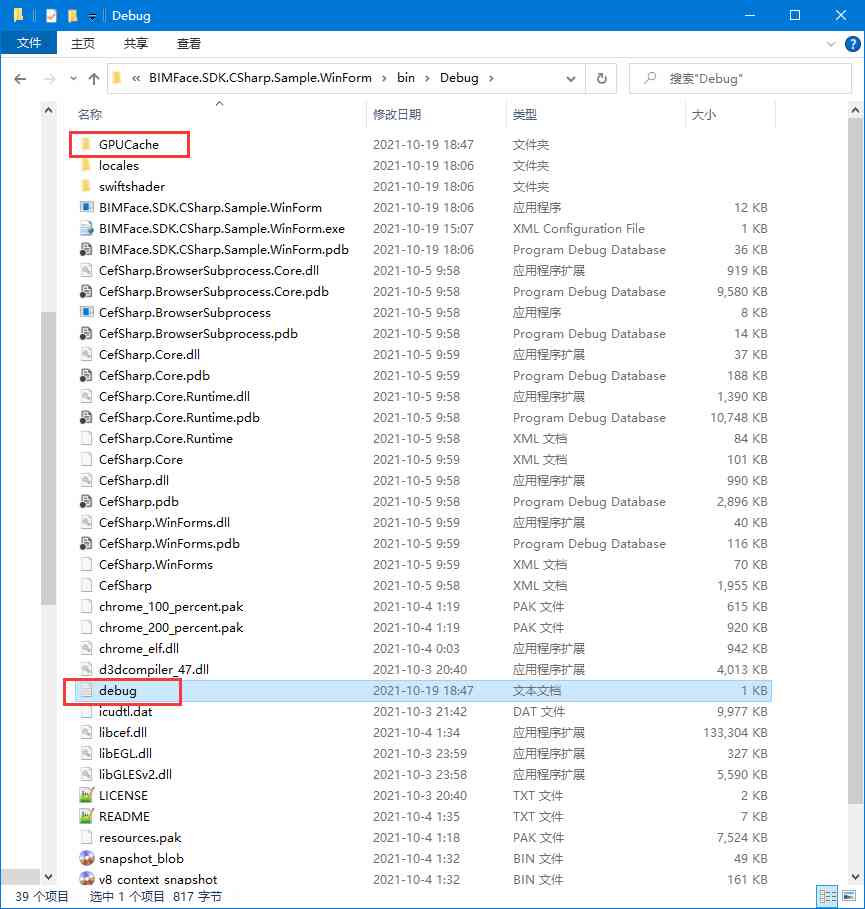 Debug
文件 主页 共享 查看
« BIMFace.SDK.CSharp.Sample.WinForm › bin › Debug › 搜索"Debug"
名称 修改日期 类型 大小
GPUCache 2021-10-19 18:47 文件夹
locales 2021-10-19 18:06 文件夹
swiftshader 2021-10-19 18:06 文件夹
BIMFace.SDK.CSharp.Sample.WinForm 2021-10-19 18:06 应用程序 12 KB
BIMFace.SDK.CSharp.Sample.WinForm.exe 2021-10-19 15:07 XML Configuration File 1 KB
BIMFace.SDK.CSharp.Sample.WinForm.pdb 2021-10-19 18:06 Program Debug Database 36 KB
CefSharp.BrowserSubprocess.Core.dll 2021-10-5 9:58 应用程序扩展 919 KB
CefSharp.BrowserSubprocess.Core.pdb 2021-10-5 9:58 Program Debug Database 9,580 KB
CefSharp.BrowserSubprocess 2021-10-5 9:58 应用程序 8 KB
CefSharp.BrowserSubprocess.pdb 2021-10-5 9:58 Program Debug Database 14 KB
CefSharp.Core.dll 2021-10-5 9:59 应用程序扩展 37 KB
CefSharp.Core.pdb 2021-10-5 9:59 Program Debug Database 188 KB
CefSharp.Core.Runtime.dll 2021-10-5 9:58 应用程序扩展 1,390 KB
CefSharp.Core.Runtime.pdb 2021-10-5 9:58 Program Debug Database 10,748 KB
CefSharp.Core.Runtime 2021-10-5 9:58 XML 文档 84 KB
CefSharp.Core 2021-10-5 9:59 XML 文档 101 KB
CefSharp.dll 2021-10-5 9:58 应用程序扩展 990 KB
CefSharp.pdb 2021-10-5 9:58 Program Debug Database 2,896 KB
CefSharp.WinForms.dll 2021-10-5 9:59 应用程序扩展 40 KB
CefSharp.WinForms.pdb 2021-10-5 9:59 Program Debug Database 116 KB
CefSharp.WinForms 2021-10-5 9:59 XML 文档 70 KB
CefSharp 2021-10-5 9:58 XML 文档 1,955 KB
chrome_100_percent.pak 2021-10-4 1:19 PAK 文件 615 KB
chrome_200_percent.pak 2021-10-4 1:19 PAK 文件 920 KB
chrome_elf.dll 2021-10-4 0:03 应用程序扩展 942 KB
d3dcompiler_47.dll 2021-10-3 20:40 应用程序扩展 4,013 KB
debug 2021-10-19 18:47 文本文档 1 KB
icudtl.dat 2021-10-3 21:42 DAT 文件 9,977 KB
libcef.dll 2021-10-4 1:34 应用程序扩展 133,304 KB
libEGL.dll 2021-10-3 23:59 应用程序扩展 327 KB
libGLESv2.dll 2021-10-3 23:58 应用程序扩展 5,590 KB
LICENSE 2021-10-3 20:40 TXT 文件 2 KB
README 2021-10-4 1:35 TXT 文件 7 KB
resources.pak 2021-10-4 1:18 PAK 文件 7,524 KB
snapshot_blob 2021-10-4 1:32 BIN 文件 49 KB
v8_context_snapshot 2021-10-4 1:32 BIN 文件 161 KB
39 个项目 选中 1 个项目 817 字节